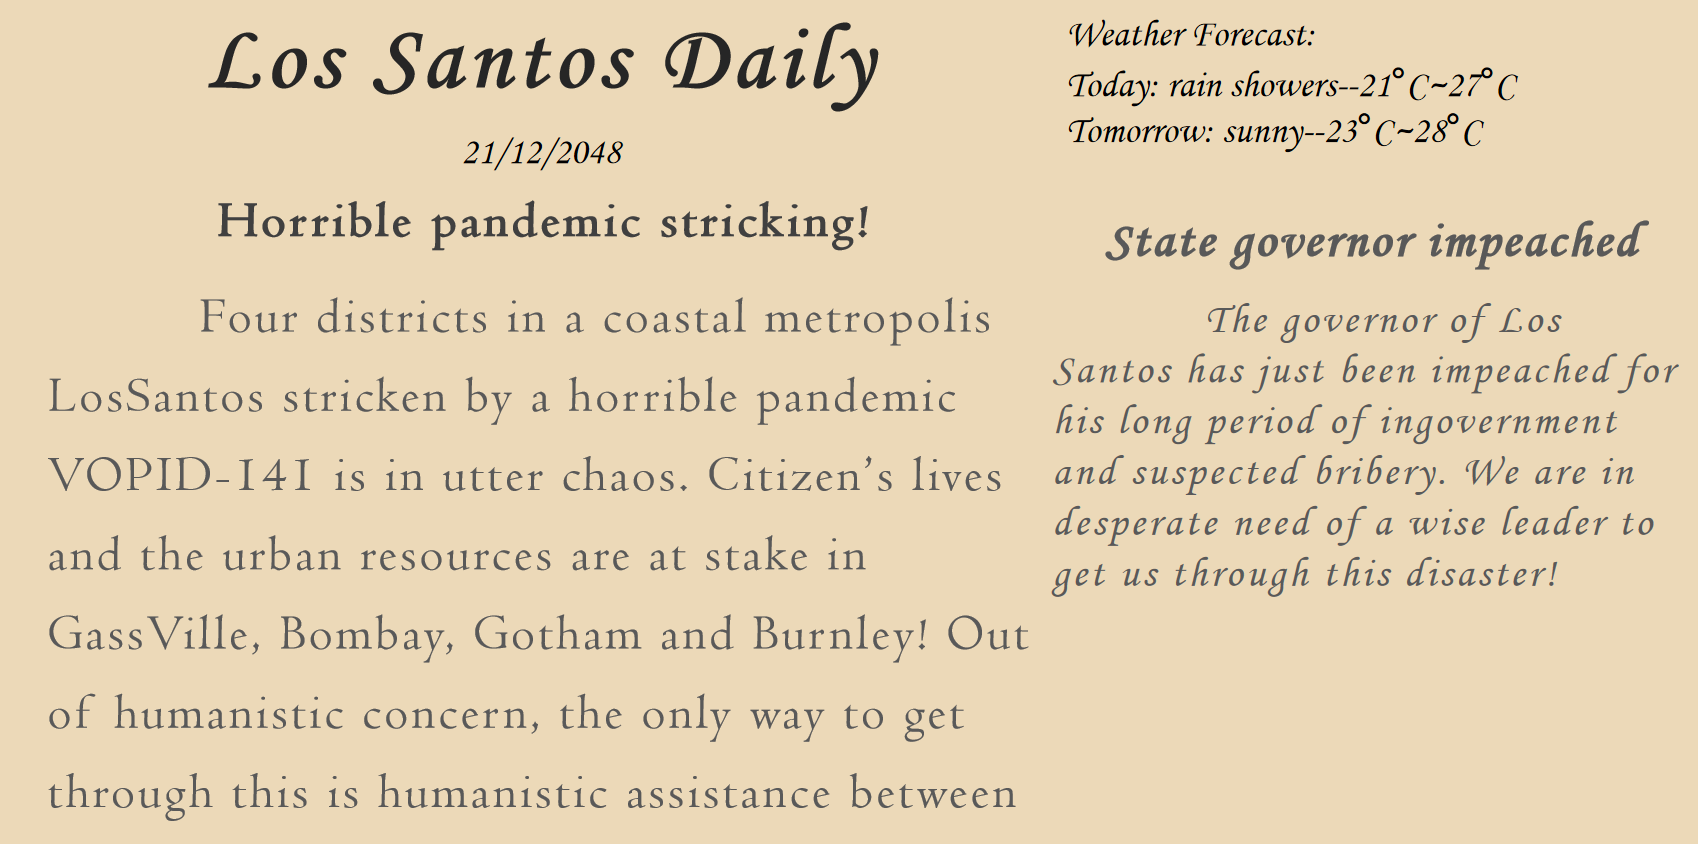 Los Santos Daily
21/12/2048
Horrible pandemic stricking!
Four districts in a coastal metropolis
LosSantos stricken by a horrible pandemic
VOPID-141 is in utter chaos. Citizen’s lives
and the urban resources are at stake in
GassVille, Bombay, Gotham and Burnley! Out
of humanistic concern, the only way to get
through this is humanistic assistance between
Weather Forecast:
Today: rain showers--21°C~27°C
Tomorrow: sunny--23°C~28°C
State governor impeached
The governor of Los
Santos has just been impeached for
his long period of ingovernment
and suspected bribery. We are in
desperate need of a wise leader to
get us through this disaster!